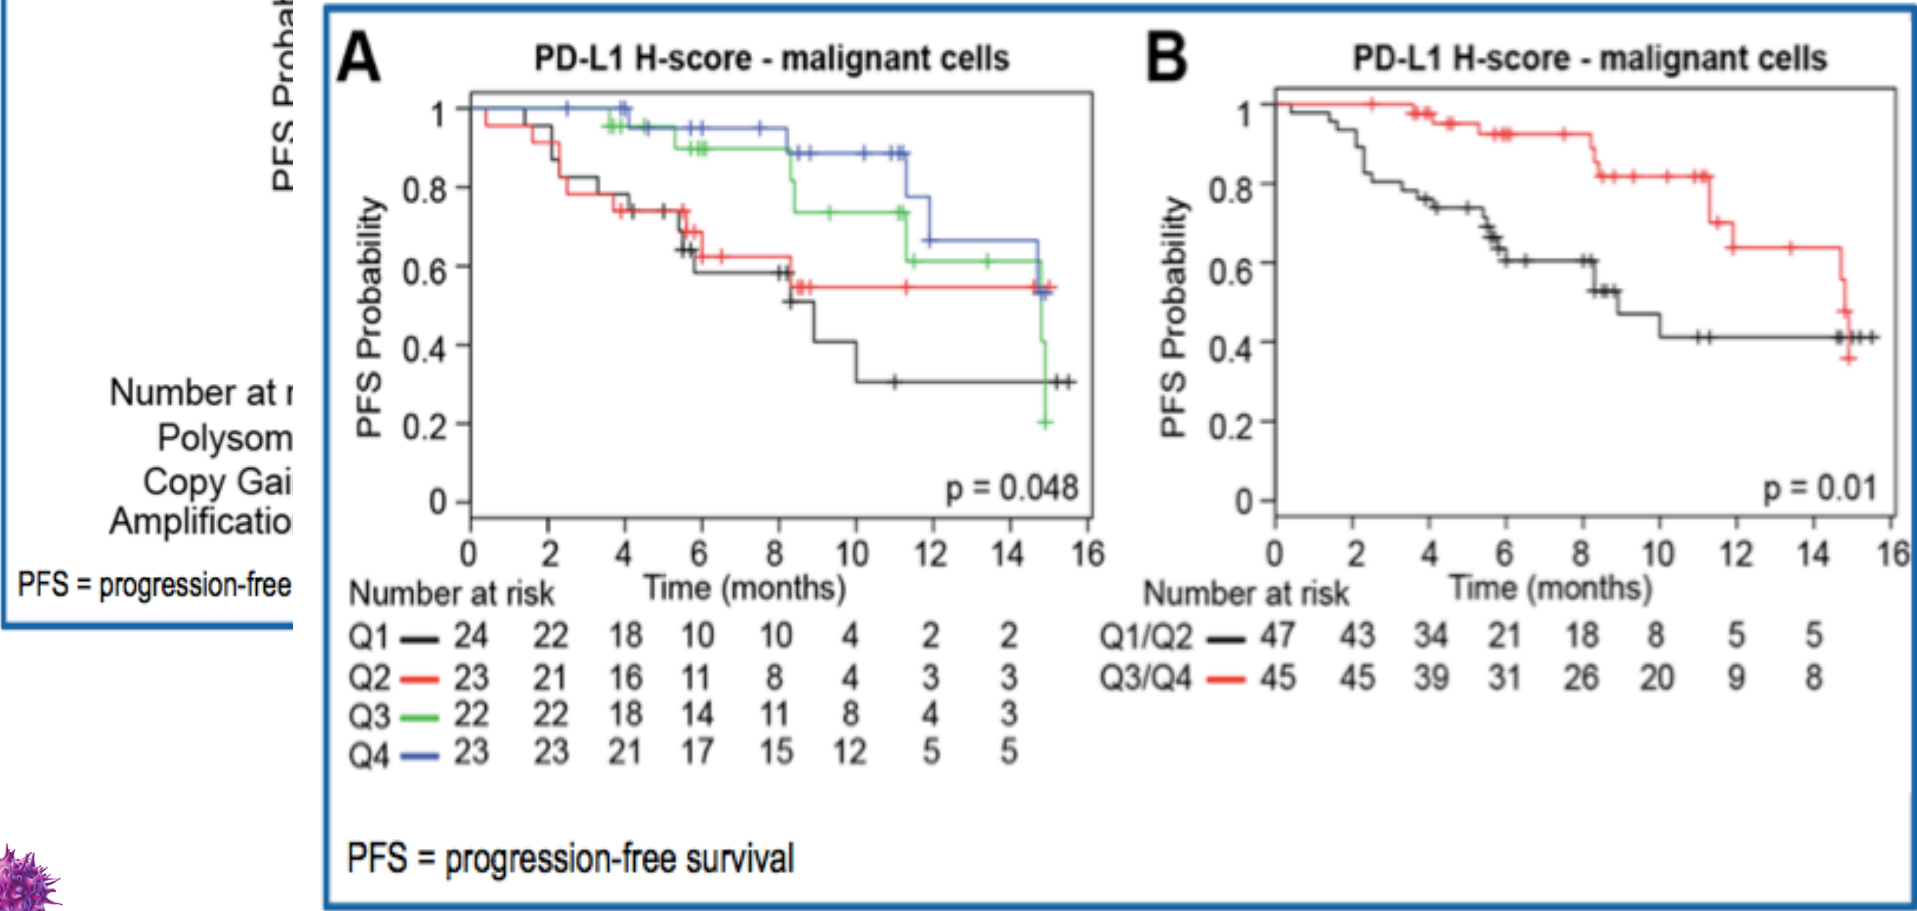 PFS Probab
Number at r
Polysom
Copy Gai
Amplificatio
PFS = progression-free
A
PD-L1 H-score - malignant cells
PFS Probability
1
0.8
0.6
0.4
0.2
0
p = 0.048
0 2 4 6 8 10 12 14 16
Time (months)
Number at risk
Q1 24 22 18 10 10 4 2 2
Q2 23 21 16 11 8 4 3 3
Q3 22 22 18 14 11 8 4 3
Q4 23 23 21 17 15 12 5 5
B
PD-L1 H-score - malignant cells
PFS Probability
1
0.8
0.6
0.4
0.2
0
p = 0.01
0 2 4 6 8 10 12 14 16
Time (months)
Number at risk
Q1/Q2 47 43 34 21 18 8 5 5
Q3/Q4 45 45 39 31 26 20 9 8
PFS = progression-free survival